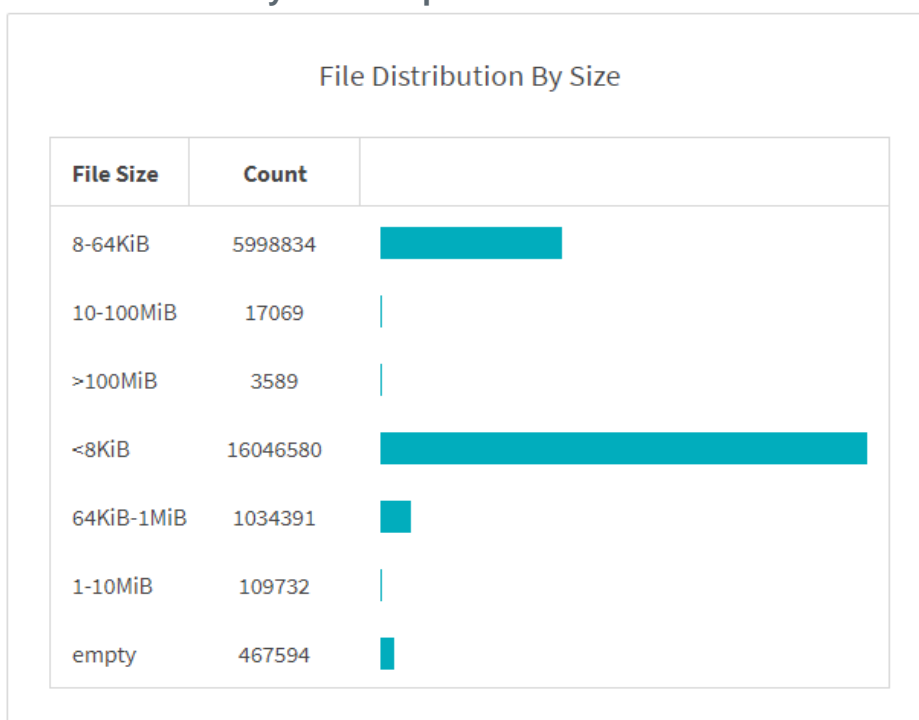 File Distribution By Size
File Size Count
8-64KiB 5998834
10-100MiB 17069
>100MiB 3589
<8KiB 16046580
64KiB-1MiB 1034391
1-10MiB 109732
empty 467594